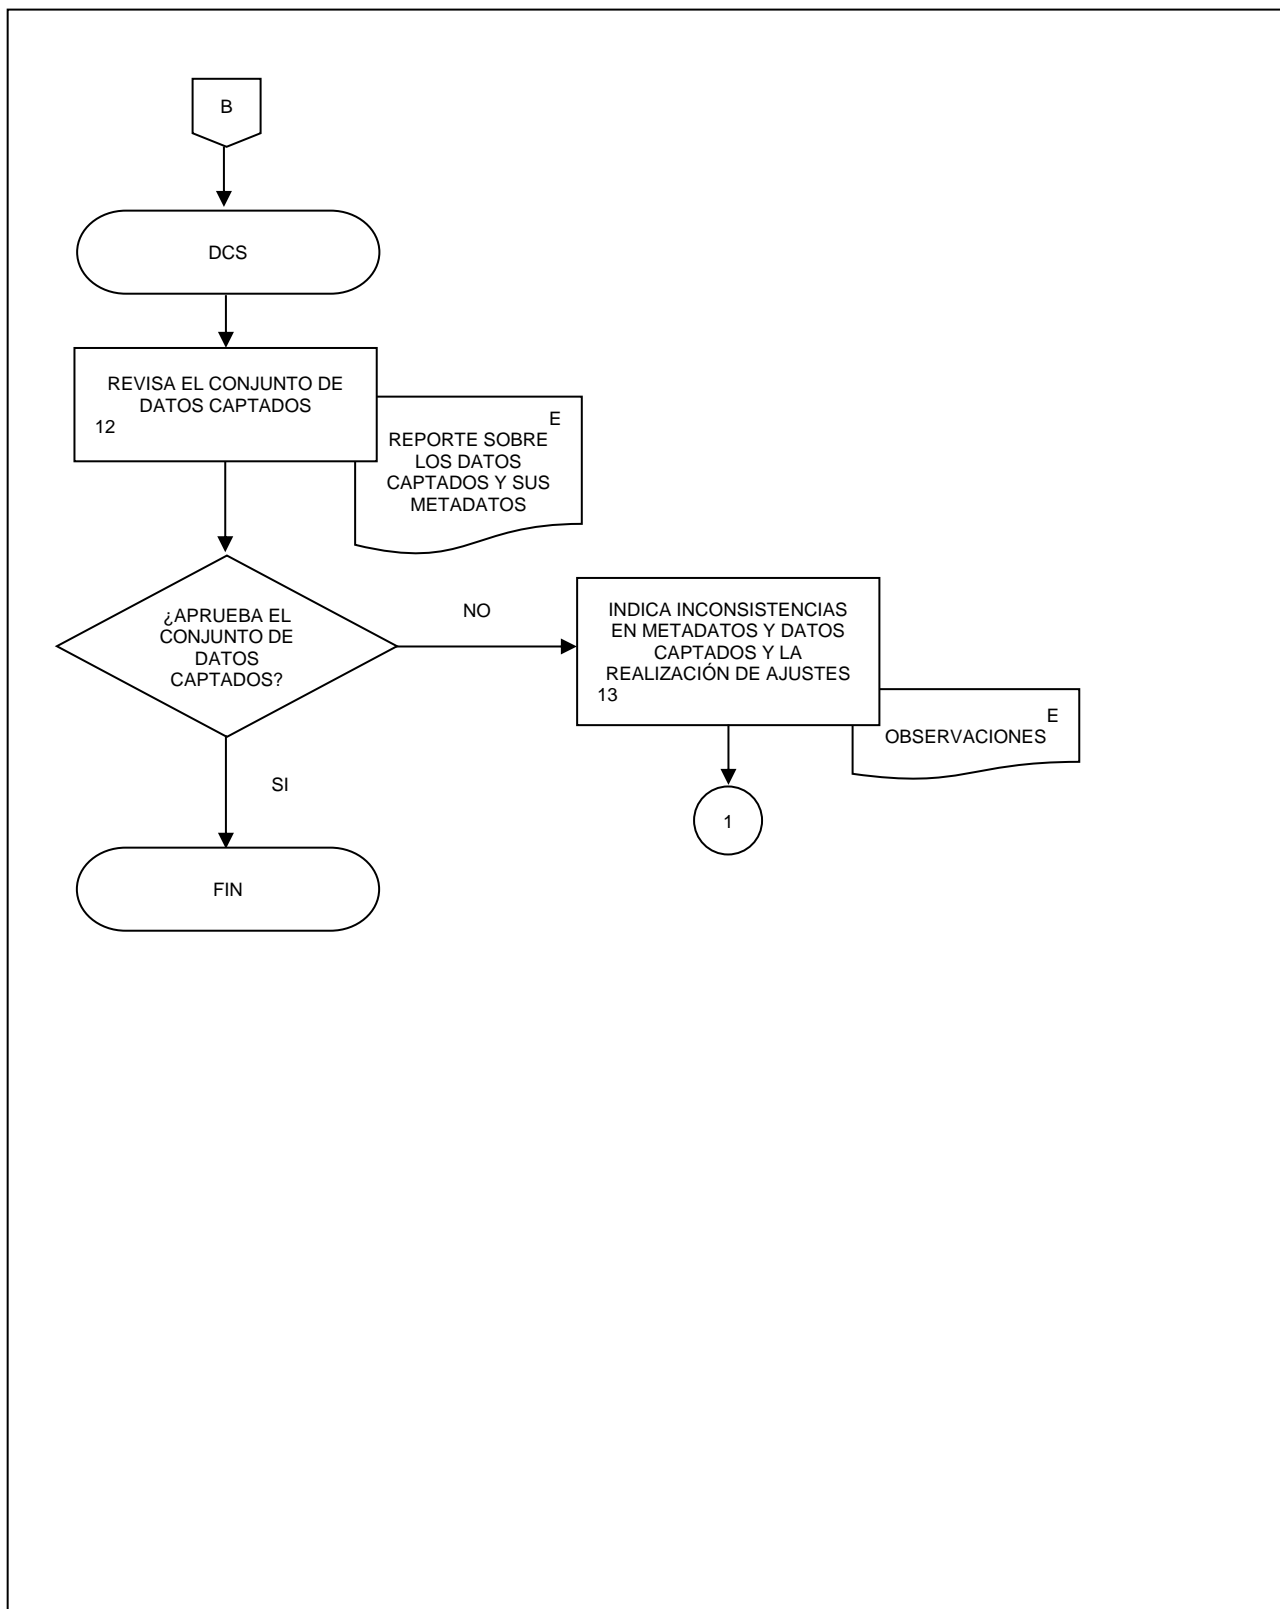 B
DCS
REVISA EL CONJUNTO DE
DATOS CAPTADOS
12
E
REPORTE SOBRE
LOS DATOS
CAPTADOS Y SUS
METADATOS
¿APRUEBA EL
CONJUNTO DE
DATOS
CAPTADOS?
NO
INDICA INCONSISTENCIAS
EN METADATOS Y DATOS
CAPTADOS Y LA
REALIZACIÓN DE AJUSTES
13
E
OBSERVACIONES
1
SI
FIN